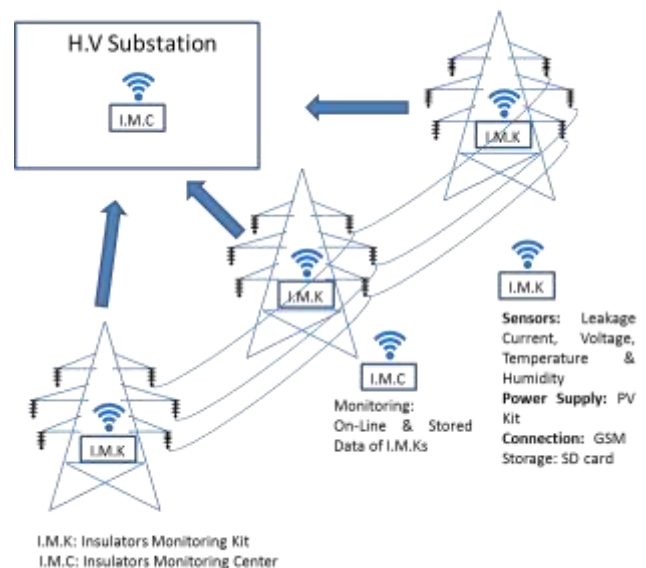 H.V Substation
I.M.C
I.M.K
I.M.K
I.M.K
I.M.K
Sensors: Leakage
Current, Voltage,
Temperature &
Humidity
Power Supply: PV
Kit
Connection: GSM
Storage: SD card
I.M.C
Monitoring:
On-Line & Stored
Data of I.M.Ks
I.M.K: Insulators Monitoring Kit
I.M.C: Insulators Monitoring Center